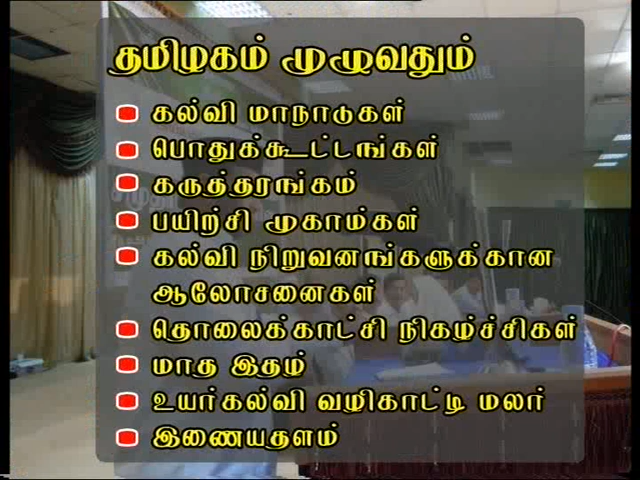 தமிழகம் முழுவதும்
கல்வி மாநாடுகள்
பொதுக்கூட்டங்கள்
கருத்தரங்கம்
பயிற்சி முகாம்கள்
கல்வி நிறுவனங்களுக்கான
ஆலோசனைகள்
தொலைக்காட்சி நிகழ்ச்சிகள்
மாத இதழ்
உயர்கல்வி வழிகாட்டி மலர்
இணையதளம்